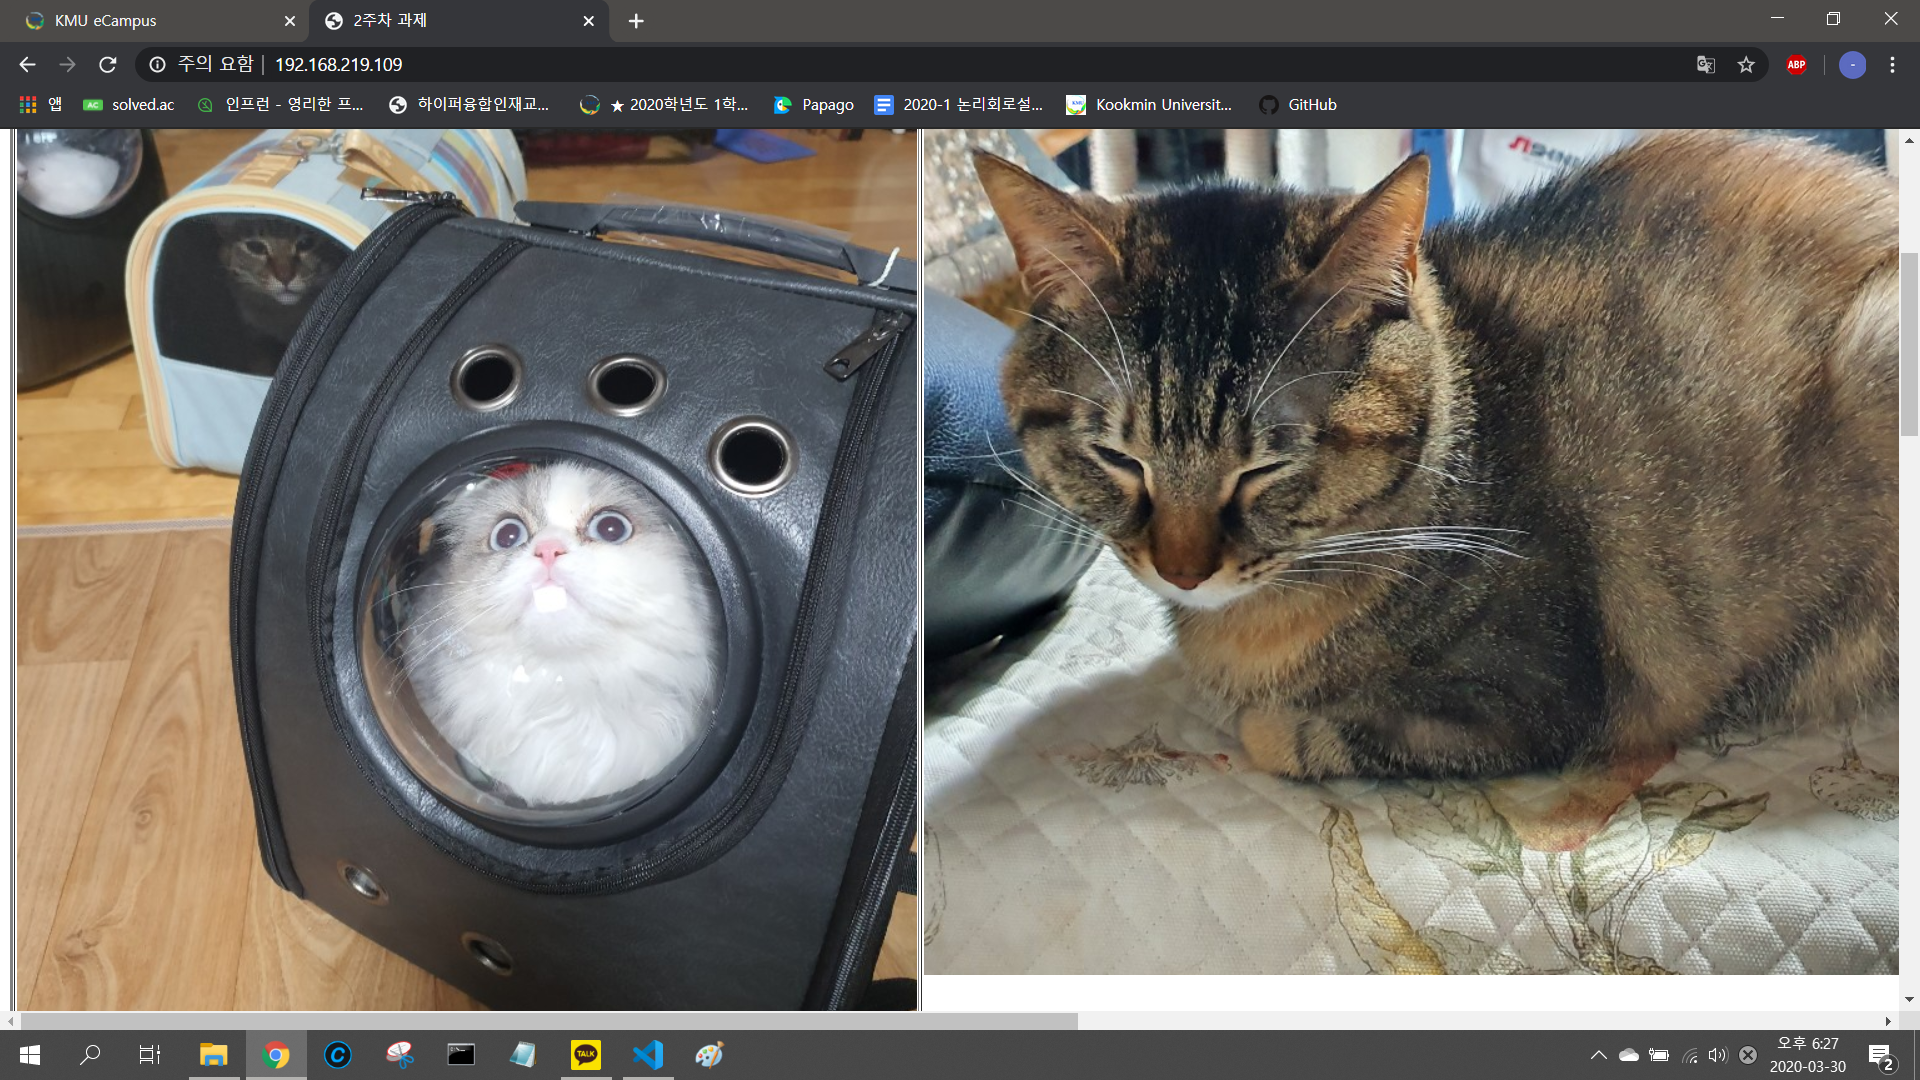 KMU eCampus
2주차 과제
주의 요함 192.168.219.109
ABP
-
앱
AC solved.ac
인프런 - 영리한 프...
하이퍼융합인재교...
★ 2020학년도 1학...
Papago
2020-1 논리회로설...
KMU Kookmin Universit...
GitHub
TALK
오후 6:27
2020-03-30
2